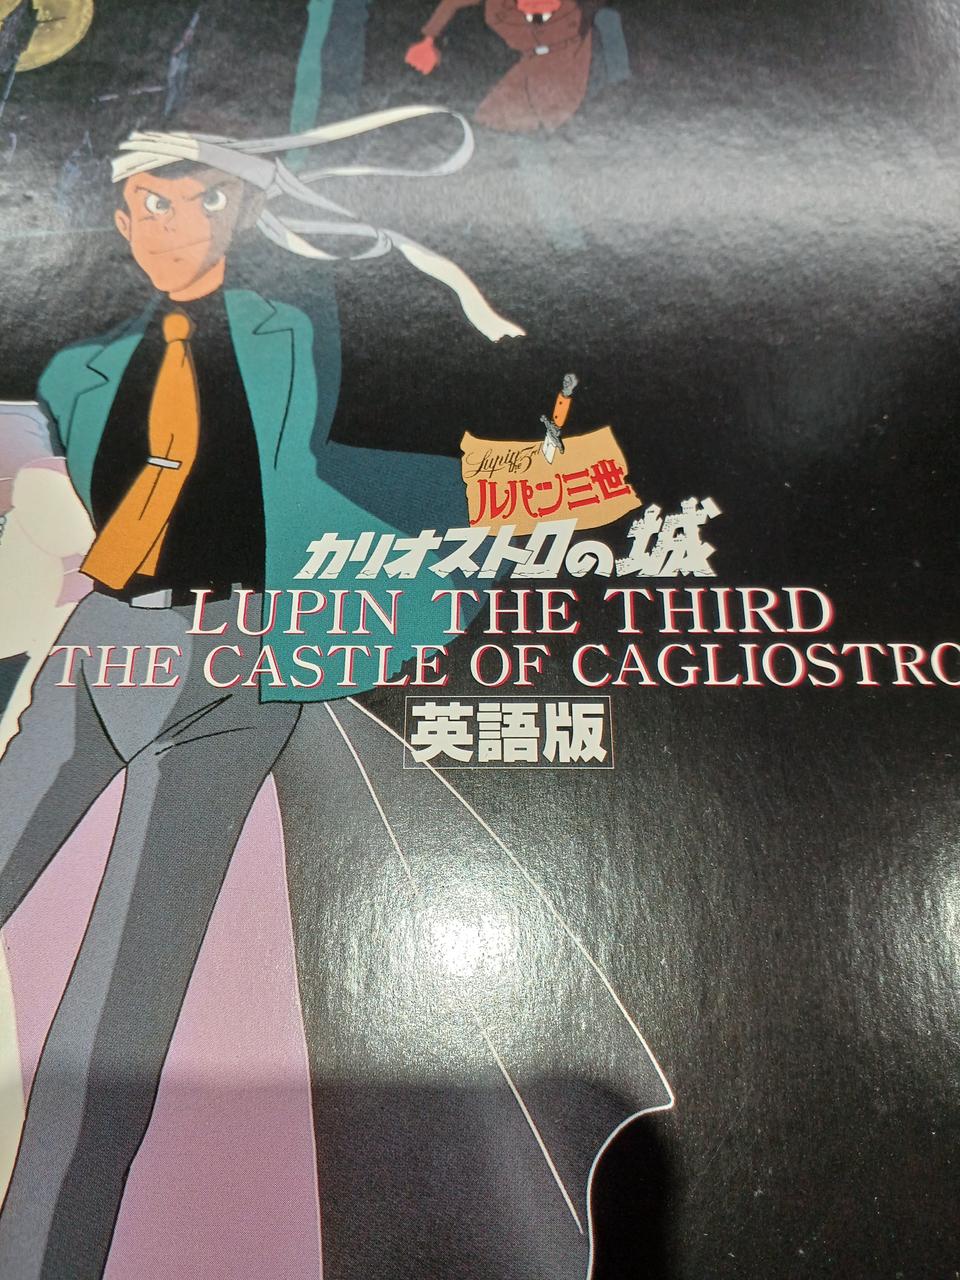 Lupin the 3rd
ルパン三世
カリオストロの城
LUPIN THE THIRD
THE CASTLE OF CAGLIOSTRO
英語版